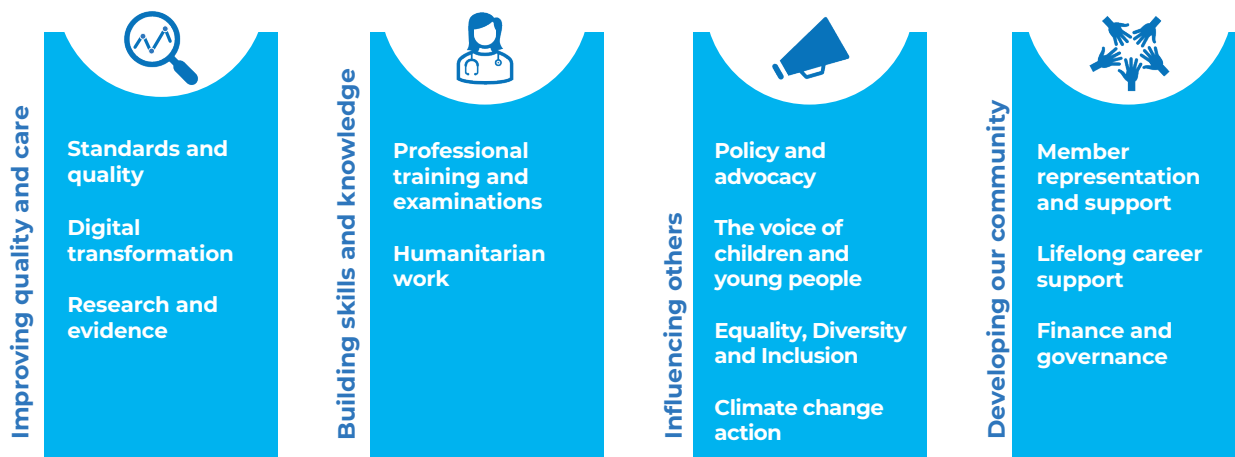 Improving quality and care
Standards and
quality
Digital
transformation
Research and
evidence
Building skills and knowledge
Professional
training and
examinations
Humanitarian
work
Influencing others
Policy and
advocacy
The voice of
children and
young people
Equality, Diversity
and Inclusion
Climate change
action
Developing our community
Member
representation
and support
Lifelong career
support
Finance and
governance